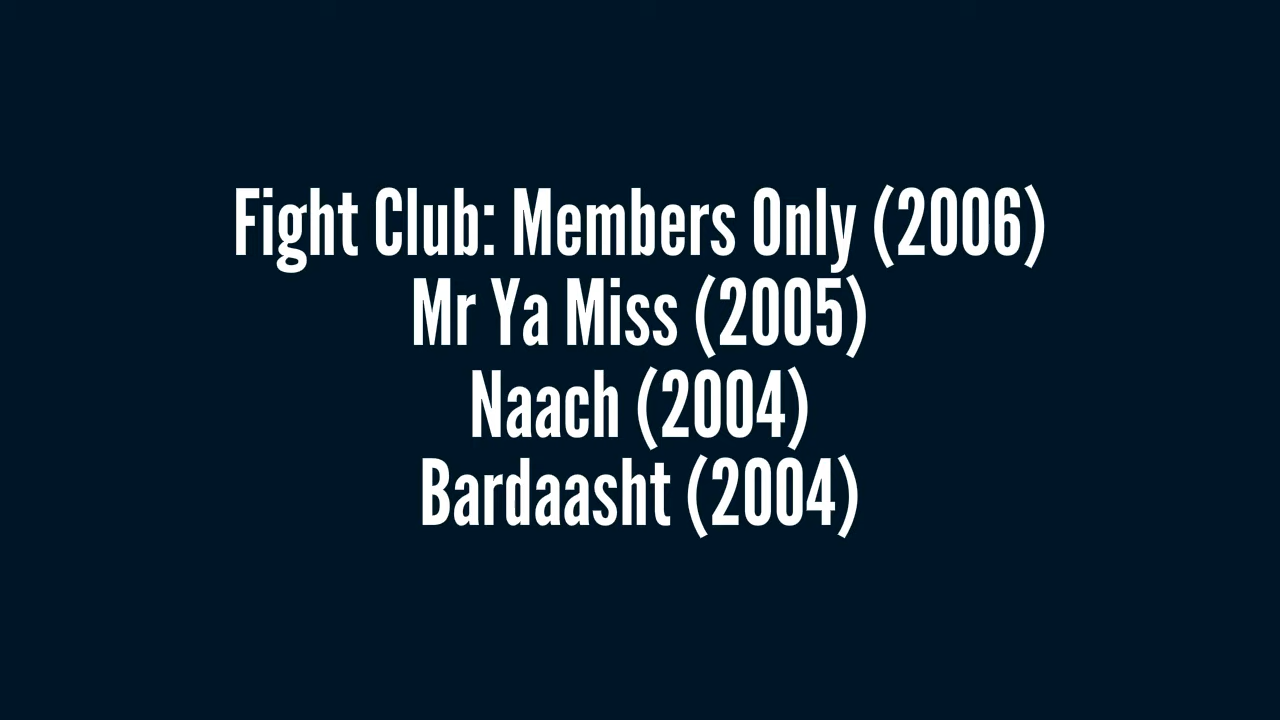 Fight Club: Members Only (2006)
Mr Ya Miss (2005)
Naach (2004)
Bardaasht (2004)